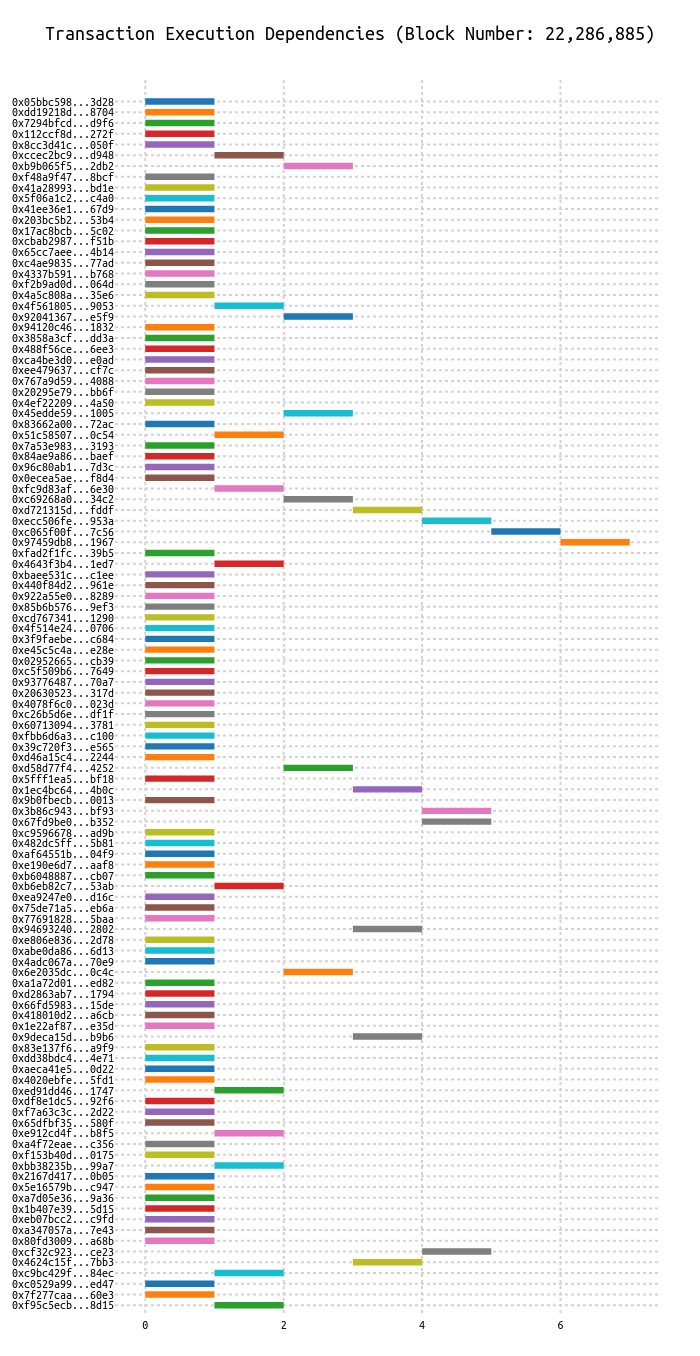 Transaction Execution Dependencies (Block Number: 22,286,885)
0x05bbc598...3d28
0xdd19218d...8704
0x7294bfcd...d9f6
0x112ccf8d...272f
0x8cc3d41c...050f
0xccec2bc9...d948
0xb9b065f5...2db2
0xf48a9f47...8bcf
0x41a28993...bd1e
0x5f06a1c2...c4a0
0x41ee36e1...67d9
0x203bc5b2...53b4
0x17ac8bcb...5c02
0xcbab2987...f51b
0x65cc7aee...4b14
0xc4ae9835...77ad
0x4337b591...b768
0xf2b9ad0d...064d
0x4a5c808a...35e6
0x4f561805...9053
0x92041367...e5f9
0x94120c46...1832
0x3858a3cf...dd3a
0x488f56ce...6ee3
0xca4be3d0...e0ad
0xee479637...cf7c
0x767a9d59...4088
0x20295e79...bb6f
0x4ef22209...4a50
0x45edde59...1005
0x83662a00...72ac
0x51c58507...0c54
0x7a53e983...3193
0x84ae9a86...baef
0x96c80ab1...7d3c
0x0ecea5ae...f8d4
0xfc9d83af...6e30
0xc69268a0...34c2
0xd721315d...fddf
0xecc506fe...953a
0xc065f00f...7c56
0x97459db8...1967
0xfad2f1fc...39b5
0x4643f3b4...1ed7
0xbaee531c...c1ee
0x440f84d2...961e
0x922a55e0...8289
0x85b6b576...9ef3
0xcd767341...1290
0x4f514e24...0706
0x3f9faebe...c684
0xe45c5c4a...e28e
0x02952665...cb39
0xc5f509b6...7649
0x93776487...70a7
0x20630523...317d
0x4078f6c0...023d
0xc26b5d6e...df1f
0x60713094...3781
0xfbb6d6a3...c100
0x39c720f3...e565
0xd46a15c4...2244
0xd58d77f4...4252
0x5fff1ea5...bf18
0x1ec4bc64...4b0c
0x9b0fbecb...0013
0x3b86c943...bf93
0x67fd9be0...b352
0xc9596678...ad9b
0x482dc5ff...5b81
0xaf64551b...04f9
0xe190e6d7...aaf8
0xb6048887...cb07
0xb6eb82c7...53ab
0xea9247e0...d16c
0x75de71a5...eb6a
0x77691828...5baa
0x94693240...2802
0xe806e836...2d78
0xabe0da86...6d13
0x4adc067a...70e9
0x6e2035dc...0c4c
0xa1a72d01...ed82
0xd2863ab7...1794
0x66fd5983...15de
0x418010d2...a6cb
0x1e22af87...e35d
0x9deca15d...b9b6
0x83e137f6...a9f9
0xdd38bdc4...4e71
0xaeca41e5...0d22
0x4020ebfe...5fd1
0xed91dd46...1747
0xdf8e1dc5...92f6
0xf7a63c3c...2d22
0x65dfbf35...580f
0xe912cd4f...b8f5
0xa4f72eae...c356
0xf153b40d...0175
0xbb38235b...99a7
0x2167d417...0b05
0x5e16579b...c947
0xa7d05e36...9a36
0x1b407e39...5d15
0xeb07bcc2...c9fd
0xa347057a...7e43
0x80fd3009...a68b
0xcf32c923...ce23
0x4624c15f...7bb3
0xc9bc429f...84ec
0xc0529a99...ed47
0x7f277caa...60e3
0xf95c5ecb...8d15
0 2 4 6